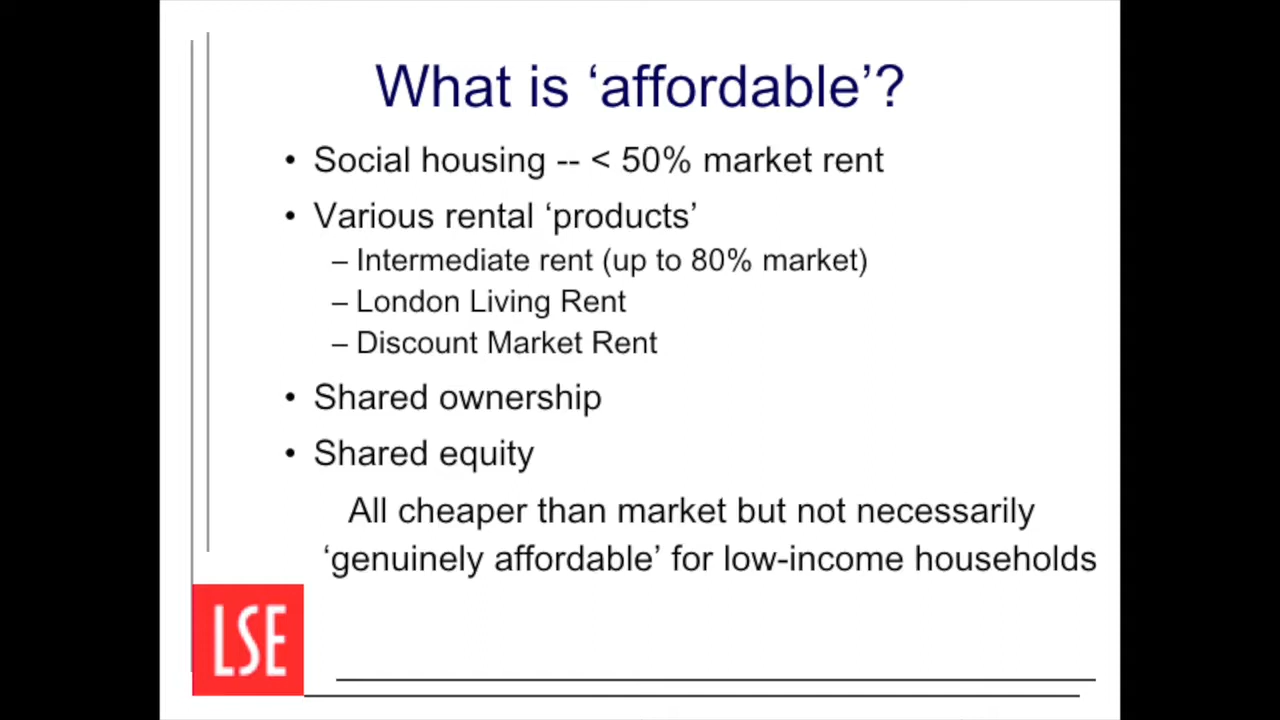 What is ‘affordable’?
• Social housing -- < 50% market rent
• Various rental ‘products’
– Intermediate rent (up to 80% market)
– London Living Rent
– Discount Market Rent
• Shared ownership
• Shared equity
All cheaper than market but not necessarily
‘genuinely affordable’ for low-income households
LSE